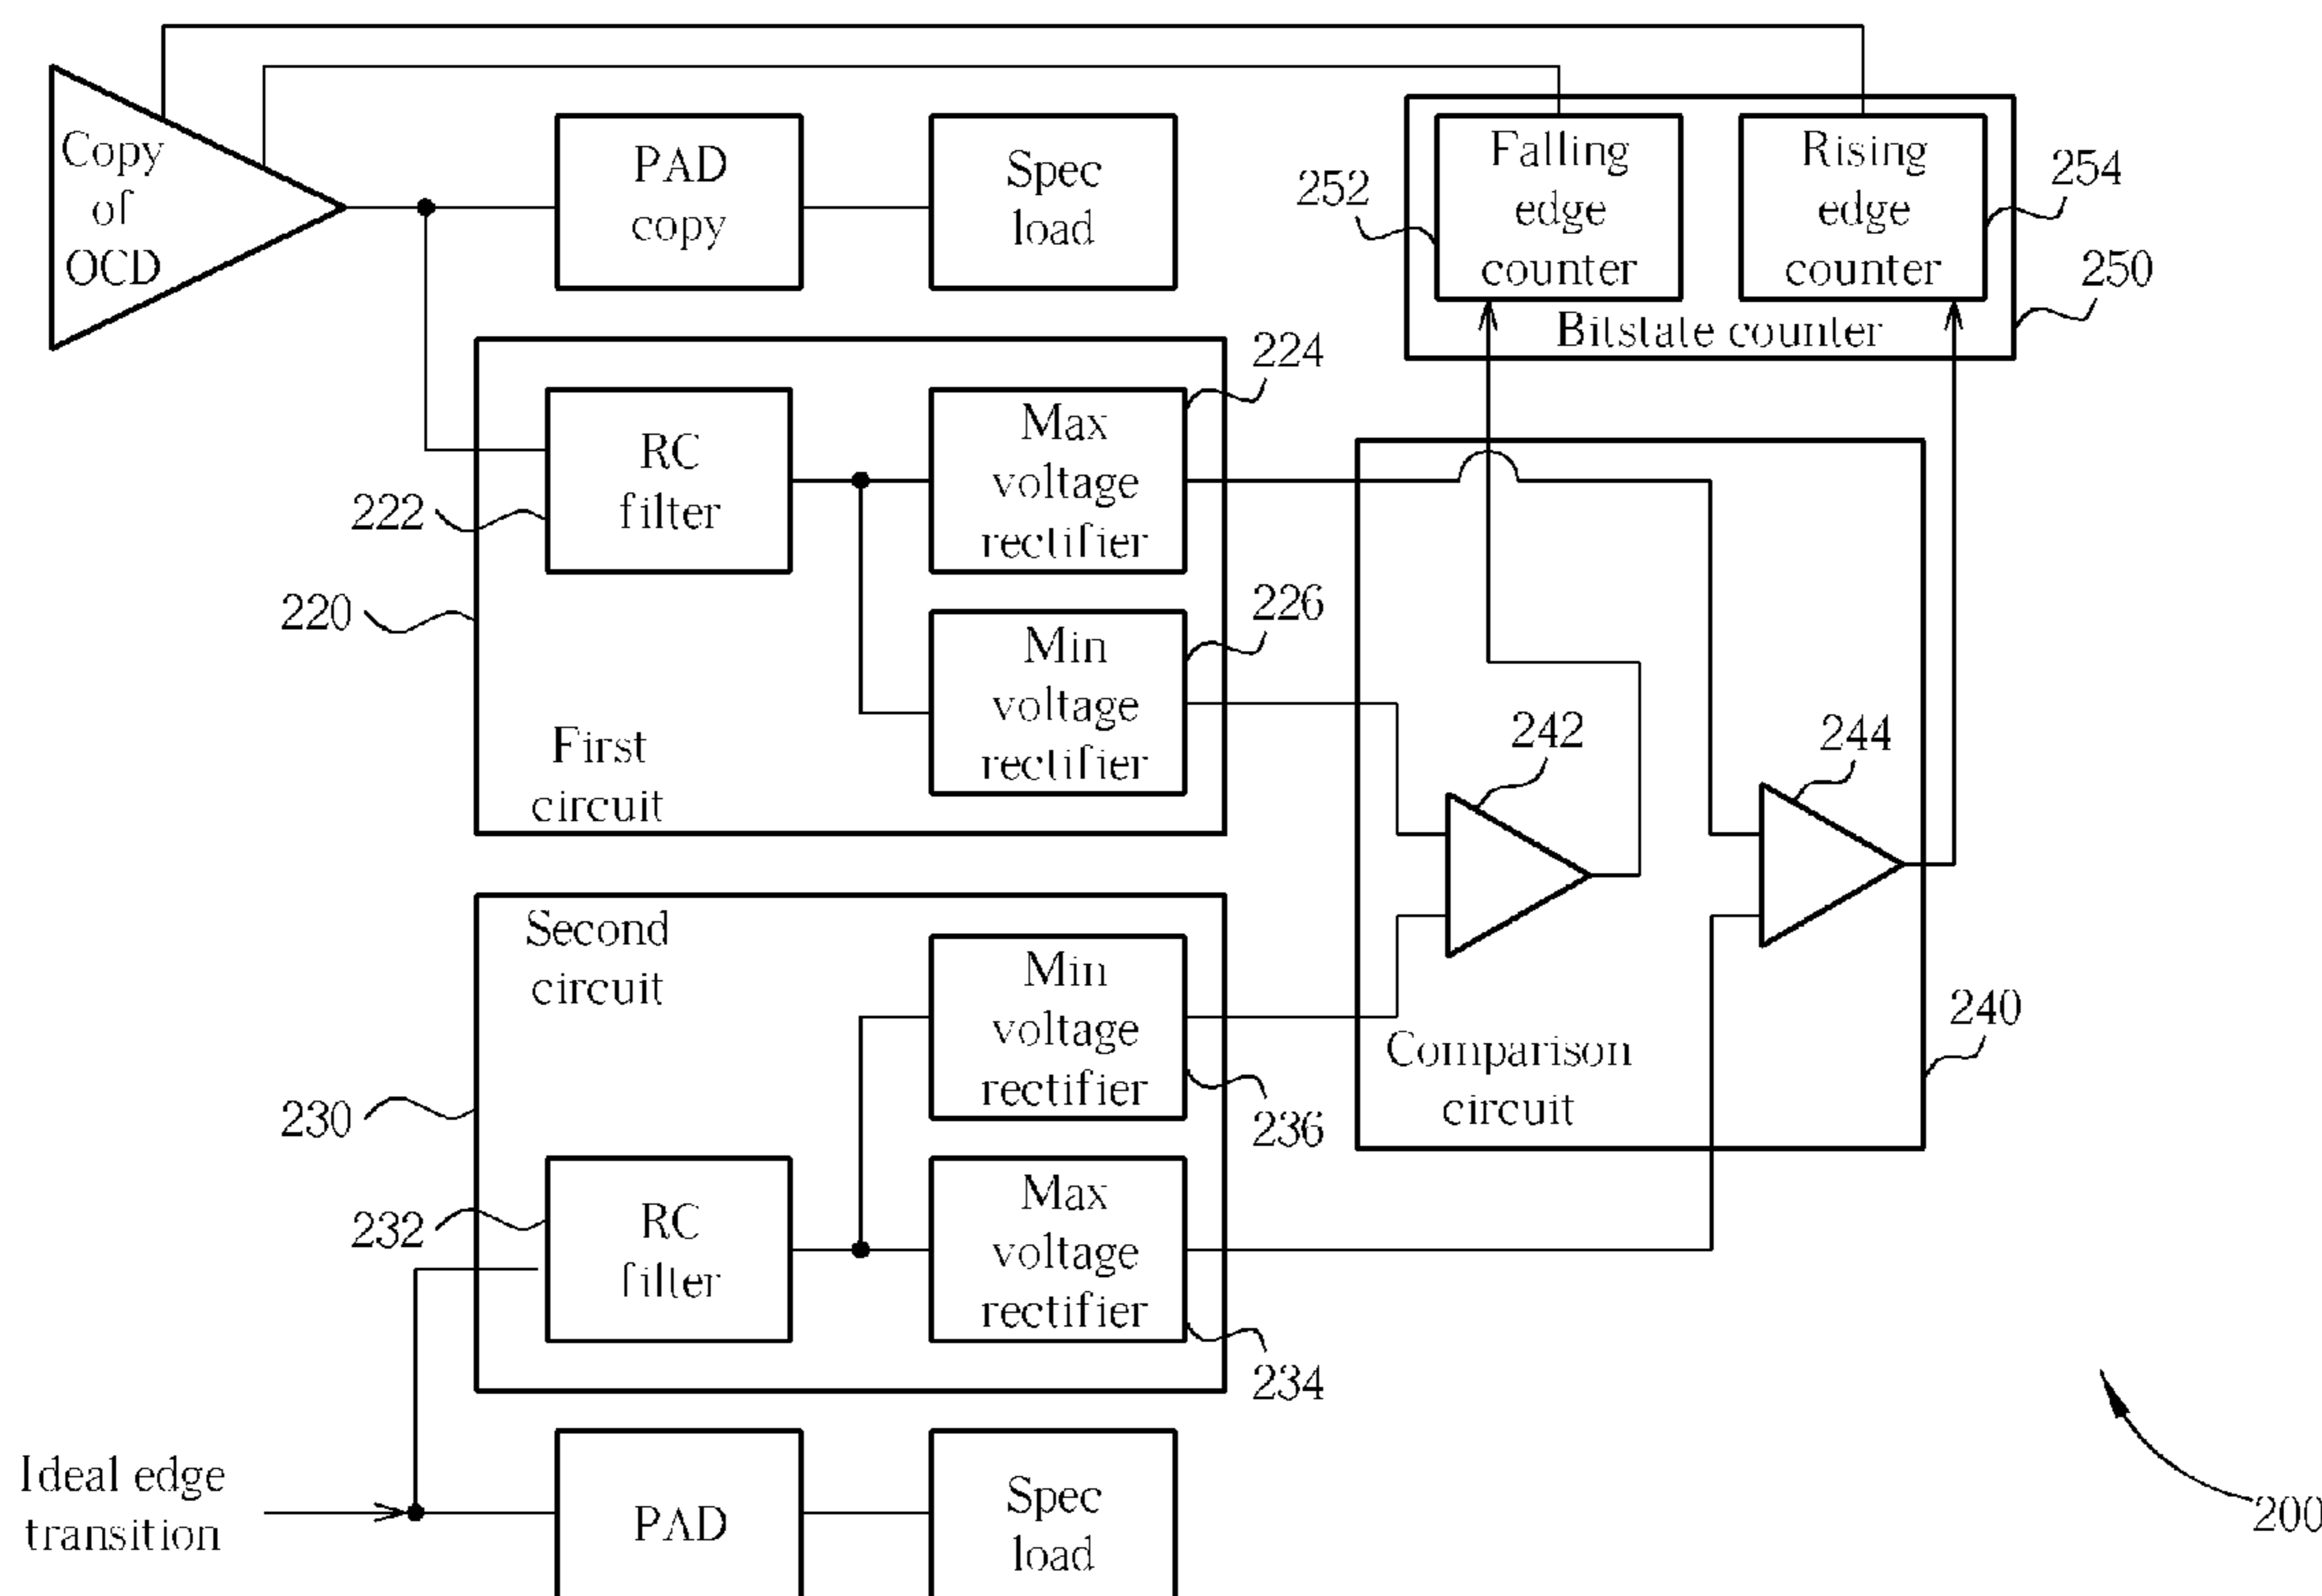 Copy
of
OCD
PAD
copy
Spec
load
252
Falling
edge
counter
Rising
edge
counter
254
250
Bitstate counter
224
RC
filter
222
Max
voltage
rectifier
220
226
Min
voltage
rectifier
First
circuit
242
244
Second
circuit
Min
voltage
rectifier
240
Comparison
circuit
230
236
232
RC
filter
Max
voltage
rectifier
234
Ideal edge
transition
PAD
Spec
load
200